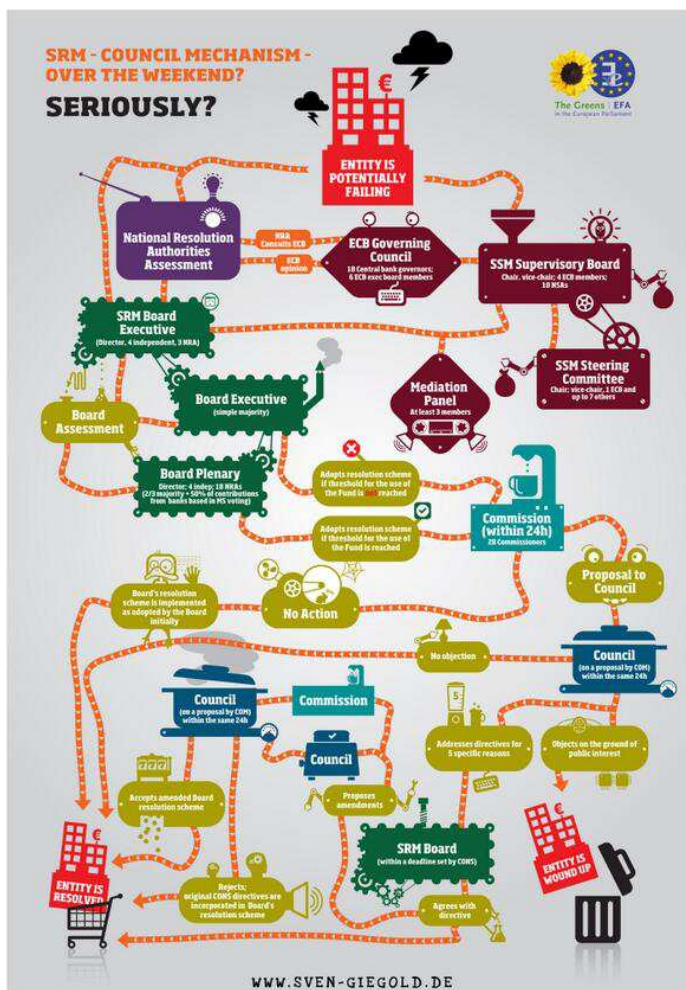 SRM - COUNCIL MECHANISM -
OVER THE WEEKEND?
SERIOUSLY?
The Greens | EFA
in the European Parliament
€
ENTITY IS
POTENTIALLY
FAILING
National Resolution
Authorities
Assessment
NRA
Consults ECB
ECB
opinion
ECB Governing
Council
18 Central bank governors;
6 ECB exec board members
SSM Supervisory Board
Chair, vice-chair; 4 ECB members;
18 NSAs
SRM Board
Executive
(Director, 4 independent, 3 NRA)
SSM Steering
Committee
Chair; vice-chair, 1 ECB and
up to 7 others
Mediation
Panel
At least 3 members
Board Executive
(simple majority)
Board
Assessment
Board Plenary
Director; 4 indep; 18 NRAs
(2/3 majority + 50% of contributions
from banks based in MS voting)
Adopts resolution scheme
if threshold for the use of
the Fund is not reached
Adopts resolution scheme
if threshold for the use of
the Fund is reached
Commission
(within 24h)
28 Commissioners
Proposal to
Council
Board's resolution
scheme is implemented
as adopted by the Board
initially
No Action
No objection
Council
(on a proposal by COM)
within the same 24h
Council
(on a proposal by COM)
within the same 24h
Commission
Council
5
Addresses directives for
5 specific reasons
Objects on the ground of
public interest
Accepts amended Board
resolution scheme
Proposes
amendments
SRM Board
(within a deadline set by CONS)
€
ENTITY IS
RESOLVED
€
ENTITY IS
WOUND UP
Rejects;
original CONS directives are
incorporated in Board's
resolution scheme
Agrees with
directive
WWW.SVEN-GIEGOLD.DE